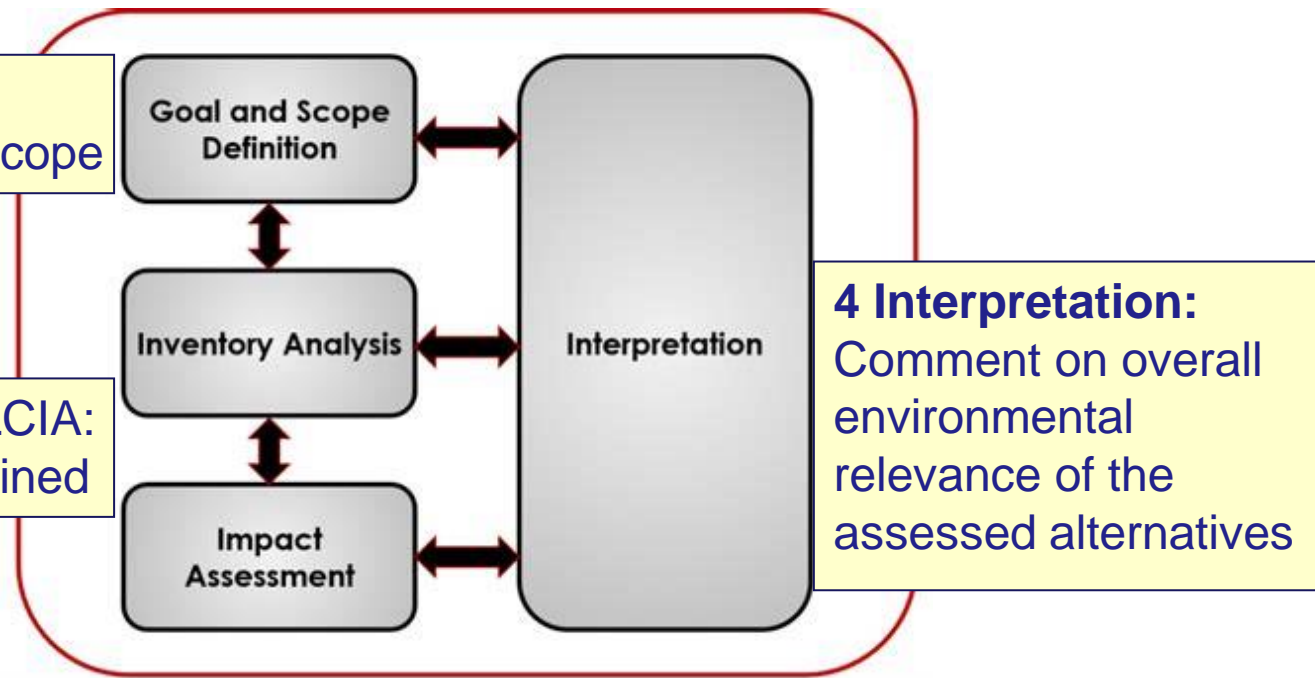 cope
Goal and Scope
Definition
Inventory Analysis
CIA:
ined
Impact
Assessment
Interpretation
4 Interpretation:
Comment on overall
environmental
relevance of the
assessed alternatives